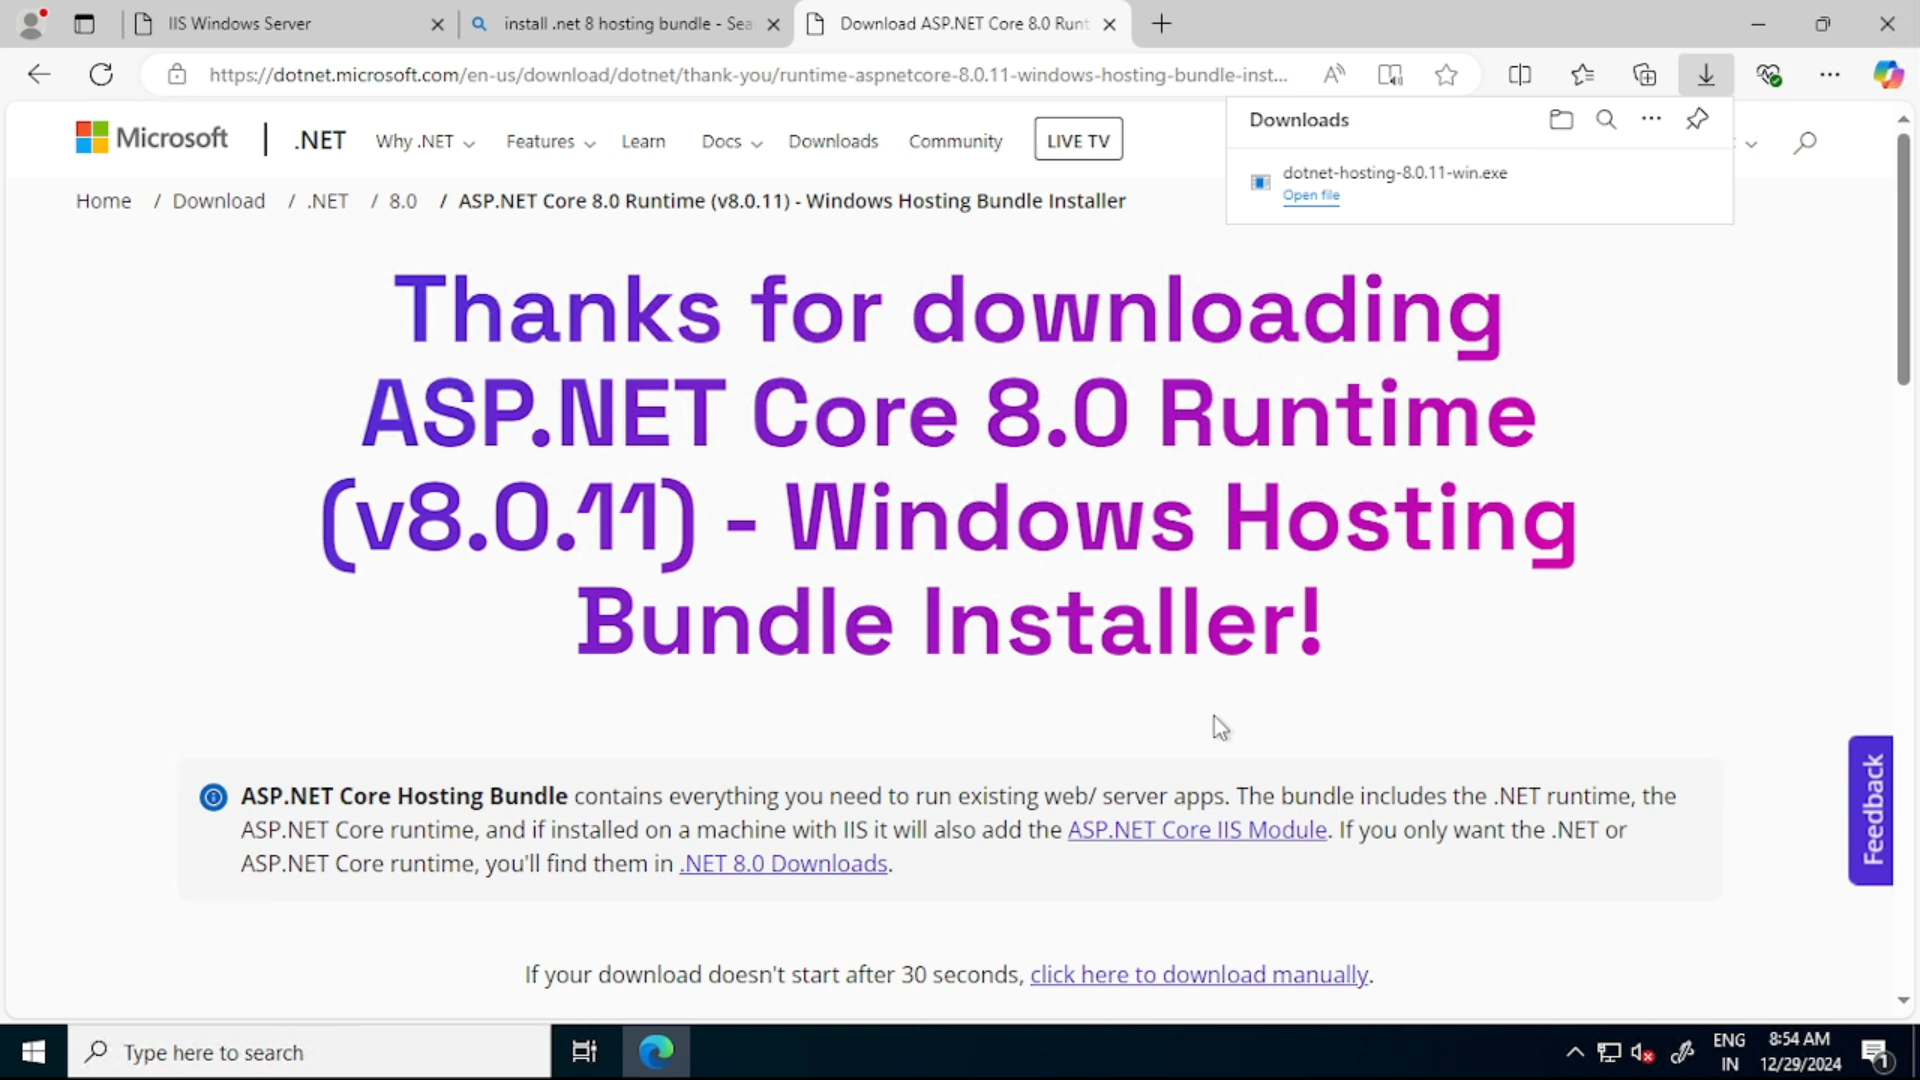 IIS Windows Server
install .net 8 hosting bundle - Sea
Download ASP.NET Core 8.0 Runt
https://dotnet.microsoft.com/en-us/download/dotnet/thank-you/runtime-aspnetcore-8.0.11-windows-hosting-bundle-inst...
Downloads
dotnet-hosting-8.0.11-win.exe
Open file
Microsoft .NET Why .NET Features Learn Docs Downloads Community LIVE TV
Home / Download / .NET / 8.0 / ASP.NET Core 8.0 Runtime (v8.0.11) - Windows Hosting Bundle Installer
Thanks for downloading
ASP.NET Core 8.0 Runtime
(v8.0.11) - Windows Hosting
Bundle Installer!
ASP.NET Core Hosting Bundle contains everything you need to run existing web/ server apps. The bundle includes the .NET runtime, the
ASP.NET Core runtime, and if installed on a machine with IIS it will also add the ASP.NET Core IIS Module. If you only want the .NET or
ASP.NET Core runtime, you'll find them in .NET 8.0 Downloads.
If your download doesn't start after 30 seconds, click here to download manually.
Feedback
Type here to search
ENG
IN
8:54 AM
12/29/2024
1